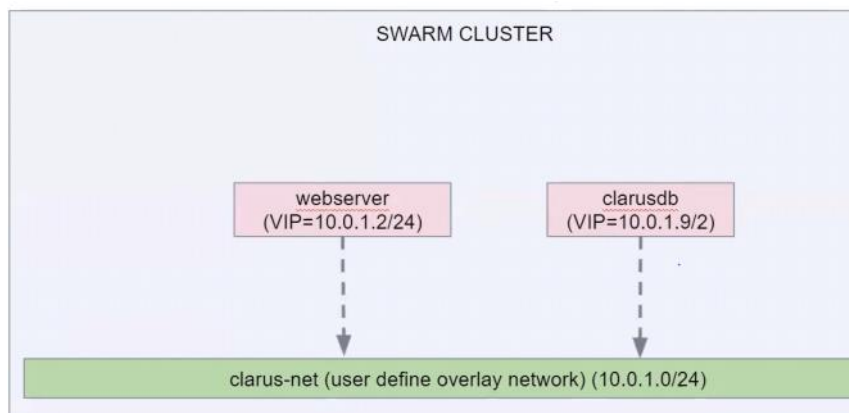 SWARM CLUSTER
webserver
(VIP=10.0.1.2/24)
clarusdb
(VIP=10.0.1.9/2)
clarus-net (user define overlay network) (10.0.1.0/24)